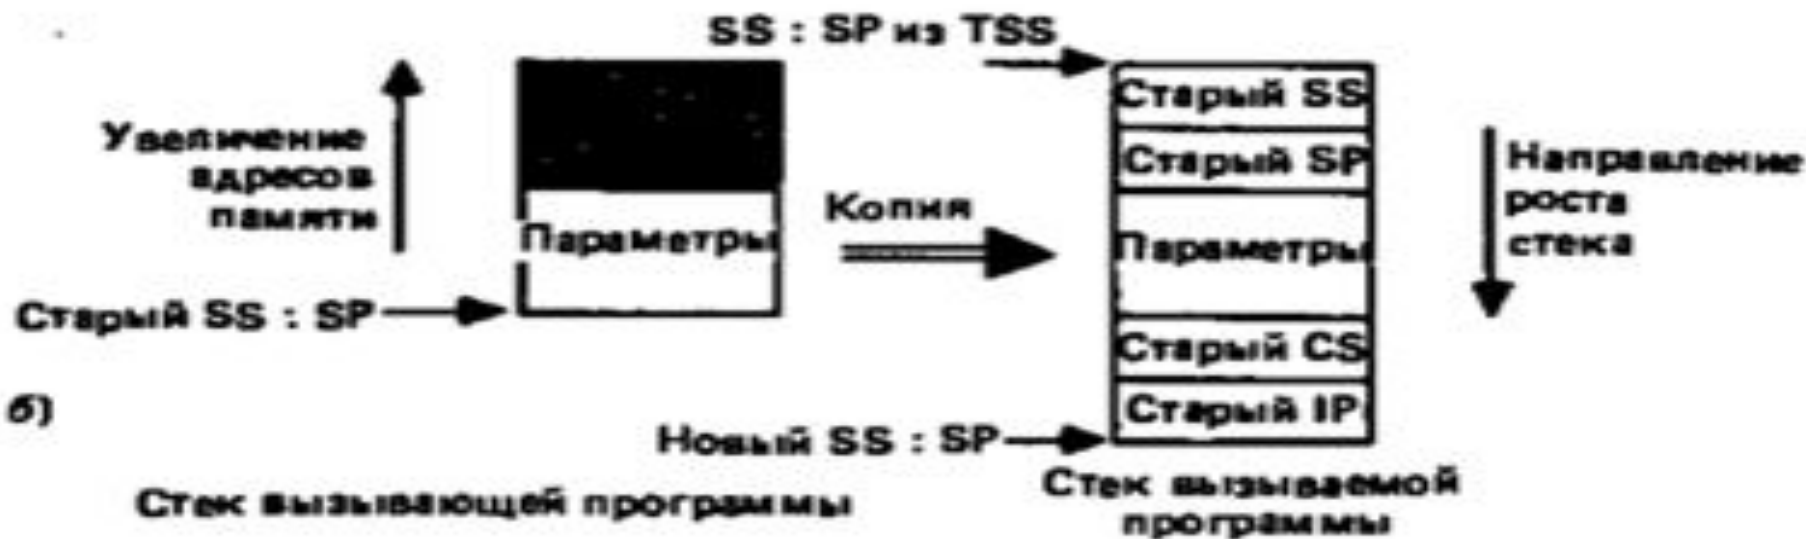 SS : SP из TSS
Увеличение
адресов
памяти
Параметры
Старый SS : SP
Копия
Старый SS
Старый SP
Параметры
Старый CS
Старый IP
Направление
роста
стека
б)
Новый SS : SP
Стек вызывающей программы
Стек вызываемой
программы